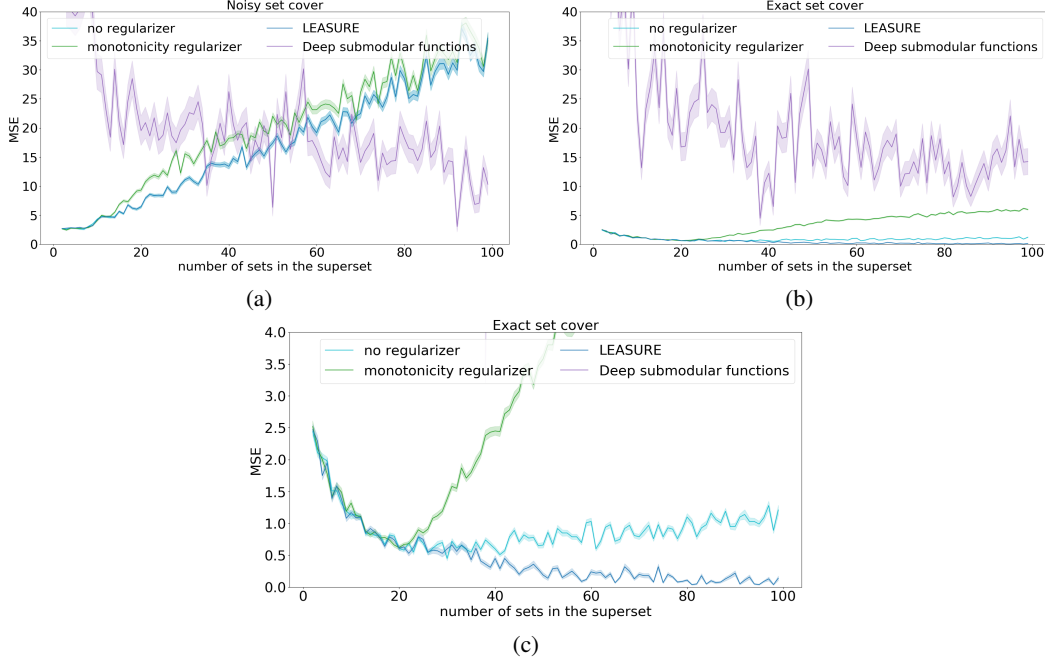 Noisy set cover
no regularizer
monotonicity regularizer
LEASURE
Deep submodular functions
40
35
30
25
20
15
10
5
0
MSE
0 20 40 60 80 100
number of sets in the superset
(a)
Exact set cover
no regularizer
monotonicity regularizer
LEASURE
Deep submodular functions
40
35
30
25
20
15
10
5
0
MSE
0 20 40 60 80 100
number of sets in the superset
(b)
Exact set cover
no regularizer
monotonicity regularizer
LEASURE
Deep submodular functions
4.0
3.5
3.0
2.5
2.0
1.5
1.0
0.5
0.0
MSE
0 20 40 60 80 100
number of sets in the superset
(c)